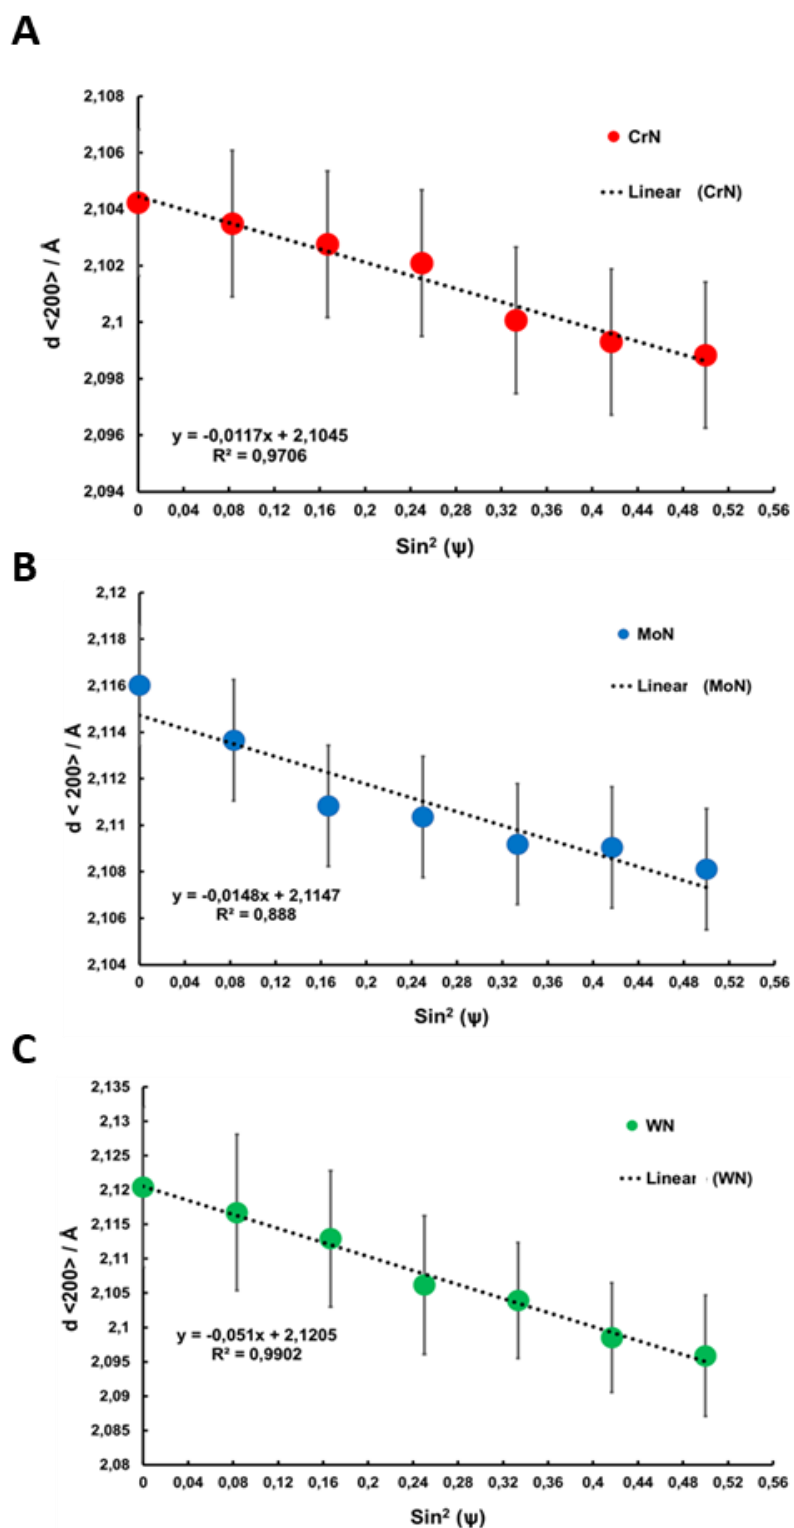 A
2,108
2,106
2,104
2,102
2,1
2,098
2,096
2,094
d <200> / Å
CrN
Linear (CrN)
y = -0,0117x + 2,1045
R² = 0,9706
0 0,04 0,08 0,12 0,16 0,2 0,24 0,28 0,32 0,36 0,4 0,44 0,48 0,52 0,56
Sin² (ψ)
B
2,12
2,118
2,116
2,114
2,112
2,11
2,108
2,106
2,104
d < 200> / Å
MoN
Linear (MoN)
y = -0,0148x + 2,1147
R² = 0,888
0 0,04 0,08 0,12 0,16 0,2 0,24 0,28 0,32 0,36 0,4 0,44 0,48 0,52 0,56
Sin² (ψ)
C
2,135
2,13
2,125
2,12
2,115
2,11
2,105
2,1
2,095
2,09
2,085
2,08
d <200> / Å
WN
Linear (WN)
y = -0,051x + 2,1205
R² = 0,9902
0 0,04 0,08 0,12 0,16 0,2 0,24 0,28 0,32 0,36 0,4 0,44 0,48 0,52 0,56
Sin² (ψ)